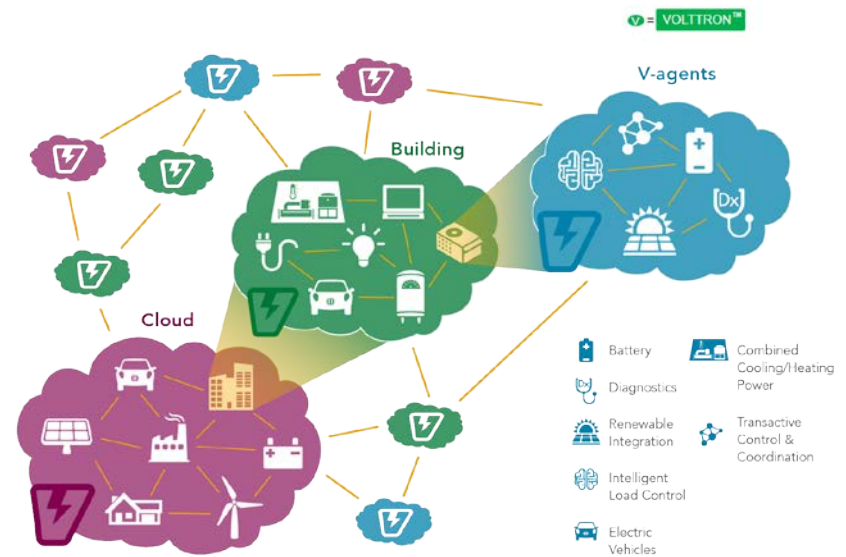 V = VOLTTRON™
V-agents
Building
Dx
Cloud
Battery
Dx
Diagnostics
Renewable
Integration
Intelligent
Load Control
Electric
Vehicles
Combined
Cooling/Heating
Power
Transactive
Control &
Coordination